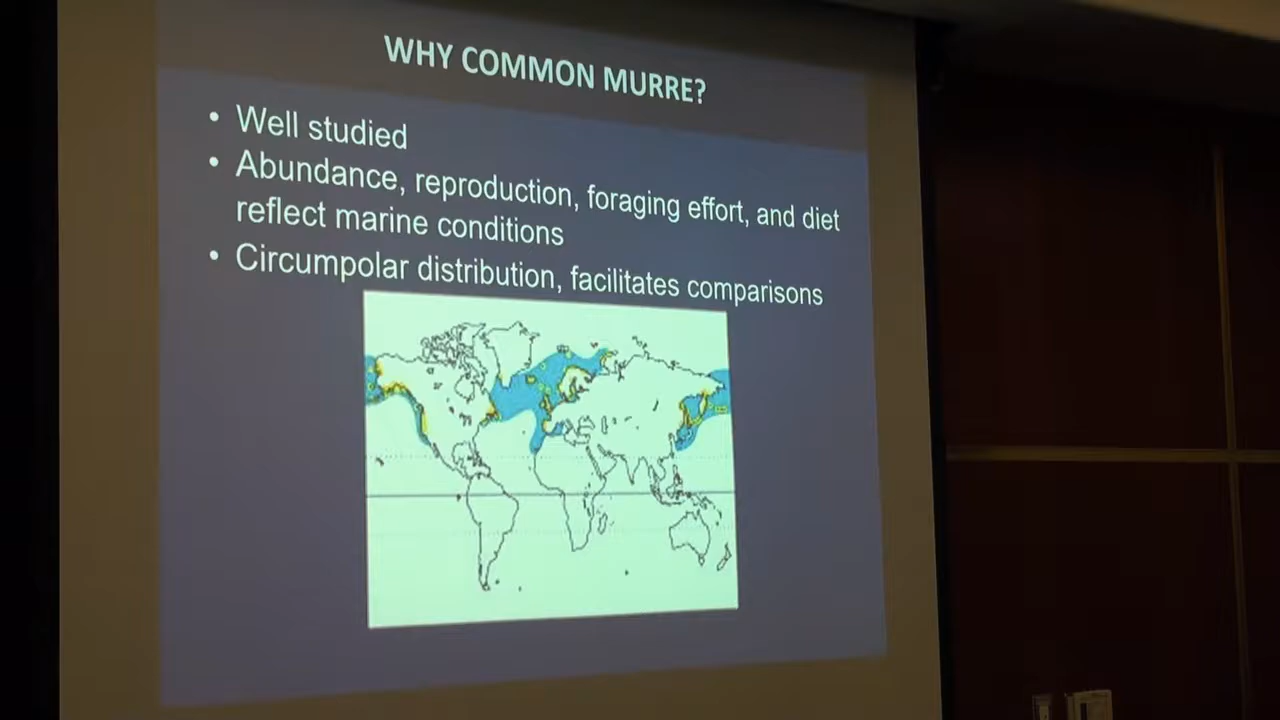 WHY COMMON MURRE?
• Well studied
• Abundance, reproduction, foraging effort, and diet
reflect marine conditions
• Circumpolar distribution, facilitates comparisons